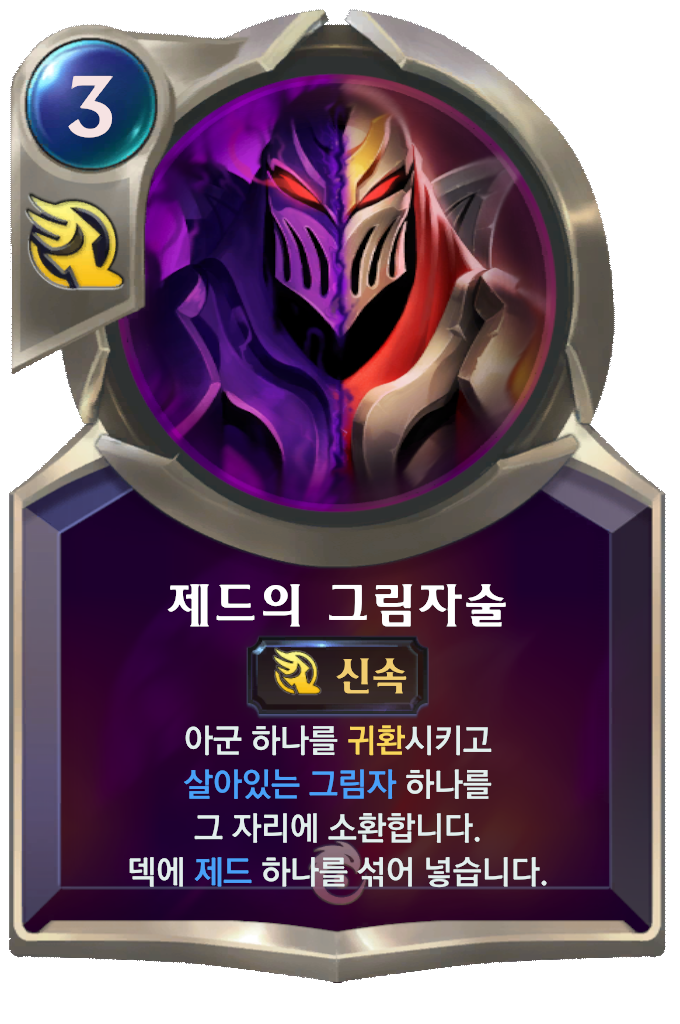 3
제드의 그림자술
신속
아군 하나를 귀환시키고
살아있는 그림자 하나를
그 자리에 소환합니다.
덱에 제드 하나를 섞어 넣습니다.